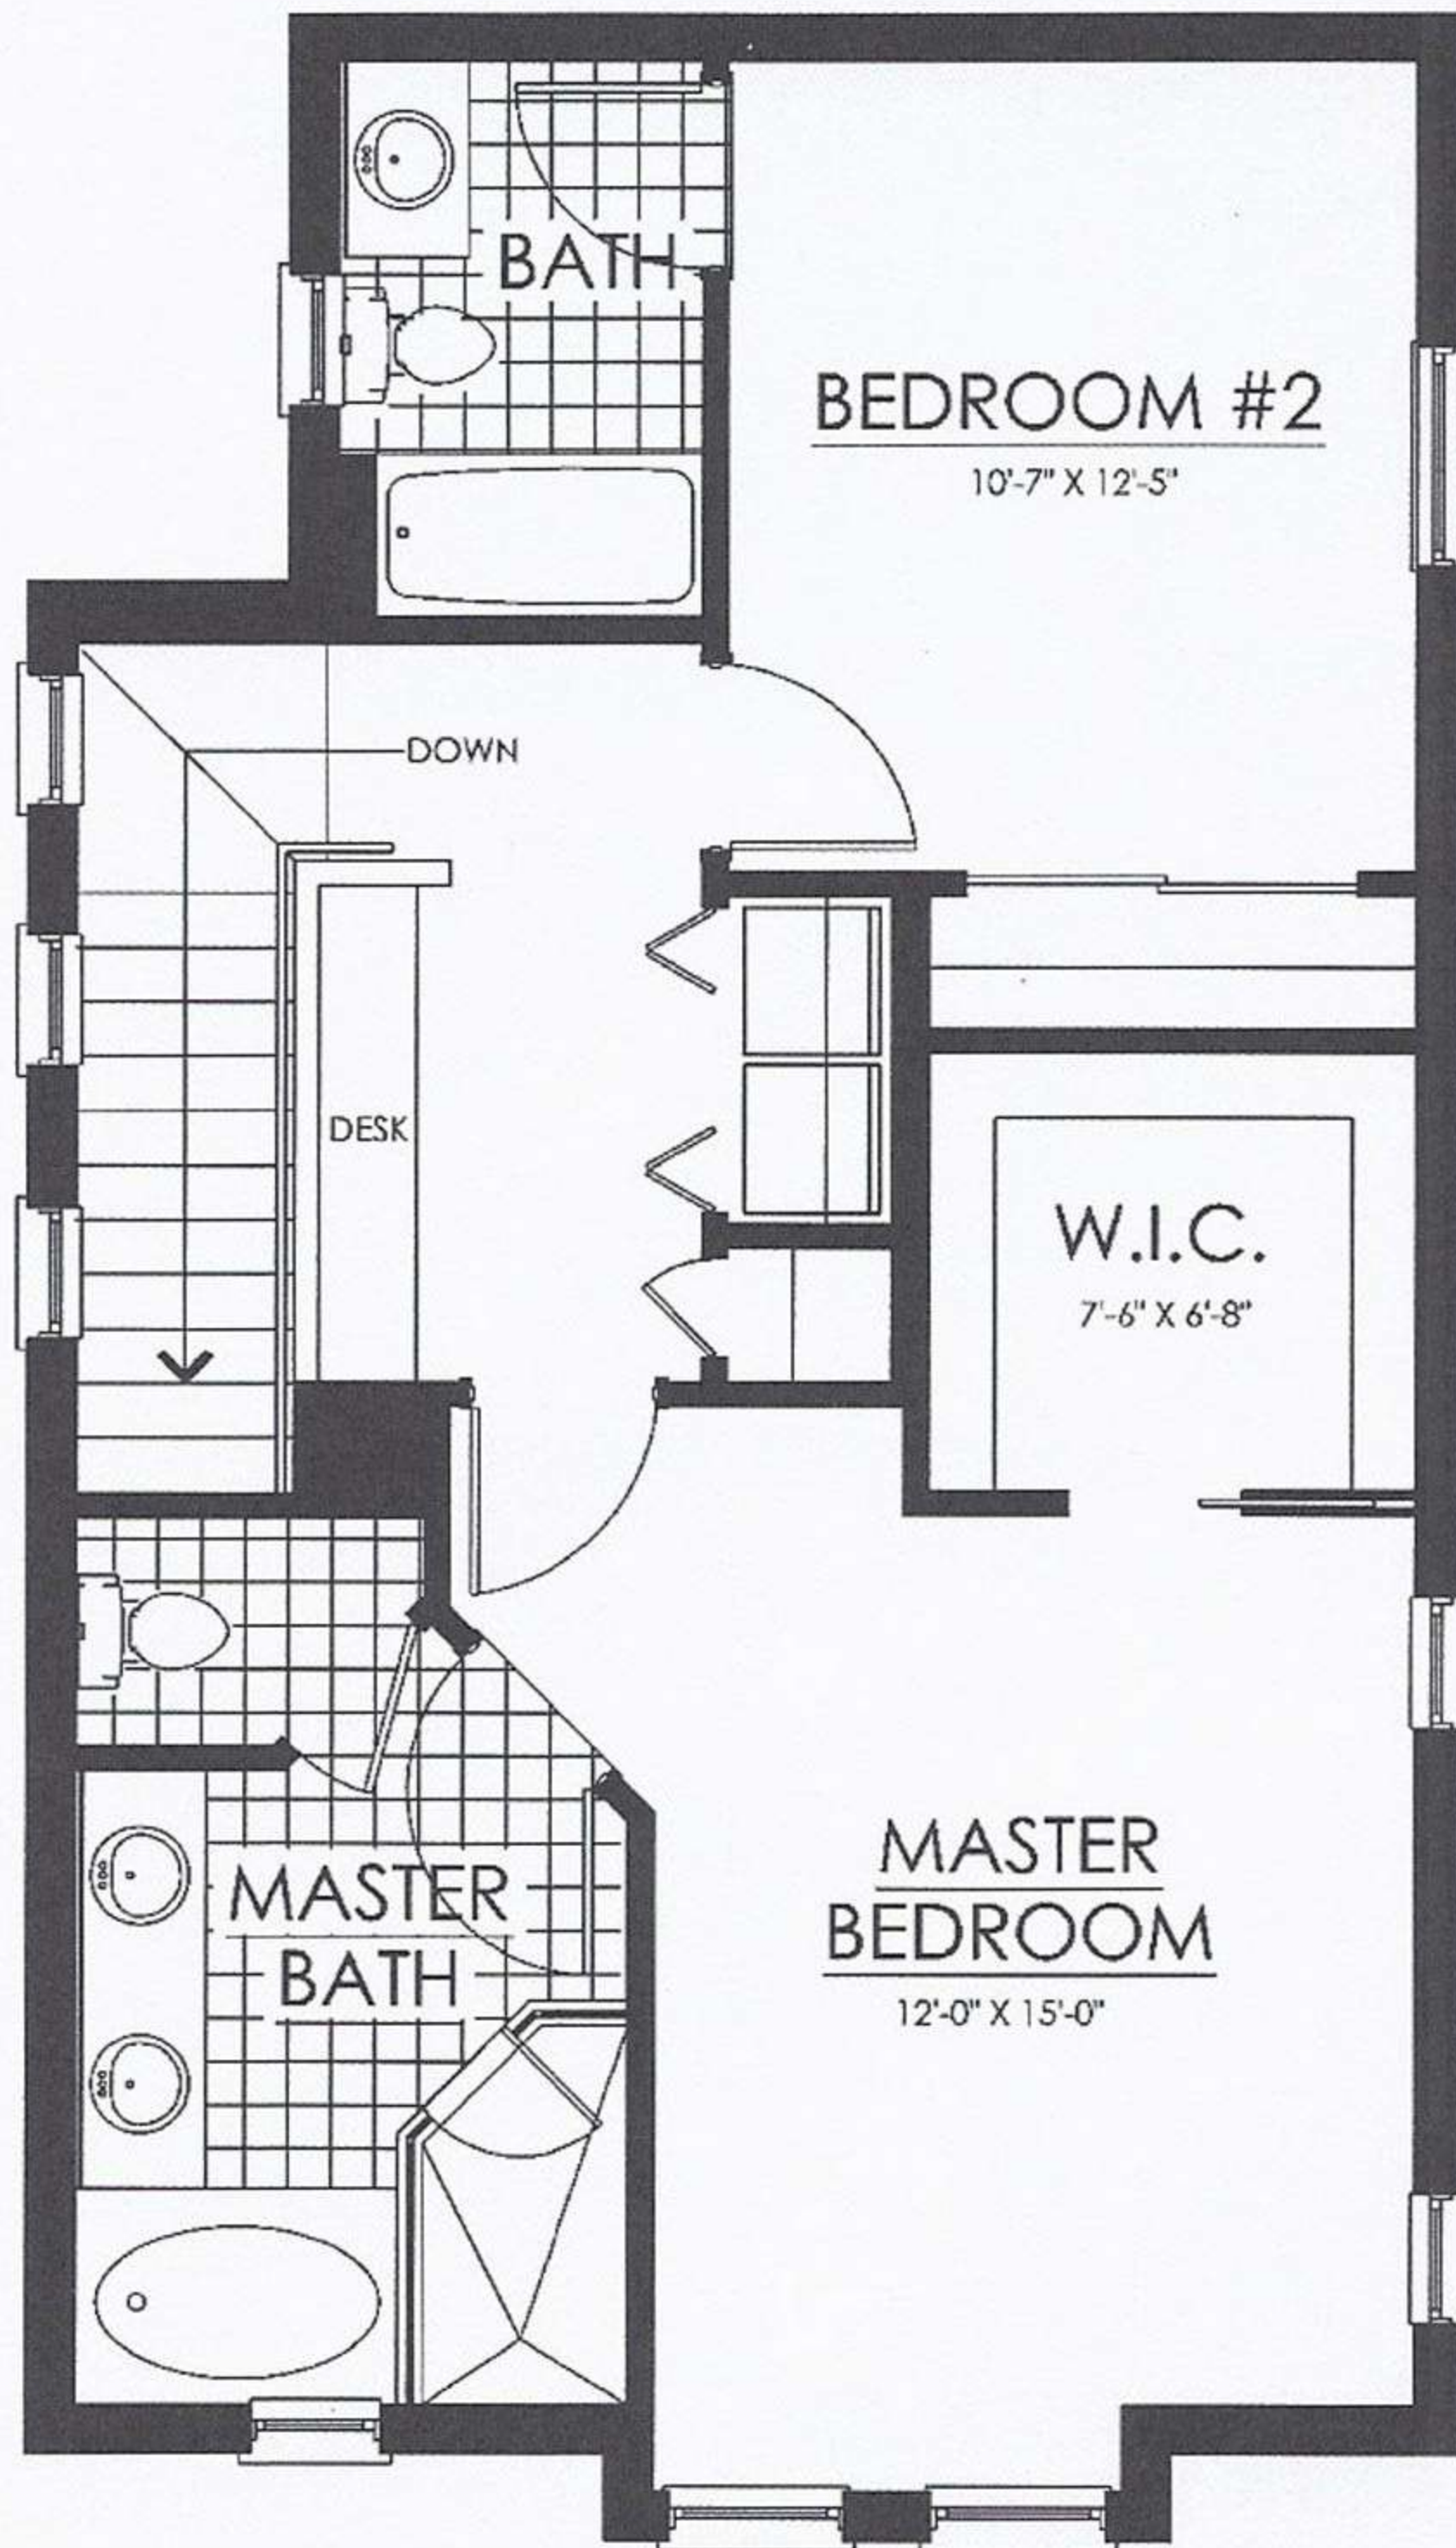 BATH
BEDROOM #2
10'-7" X 12'-5"
DOWN
DESK
W.I.C.
7'-6" X 6'-8"
MASTER
BATH
MASTER
BEDROOM
12'-0" X 15'-0"